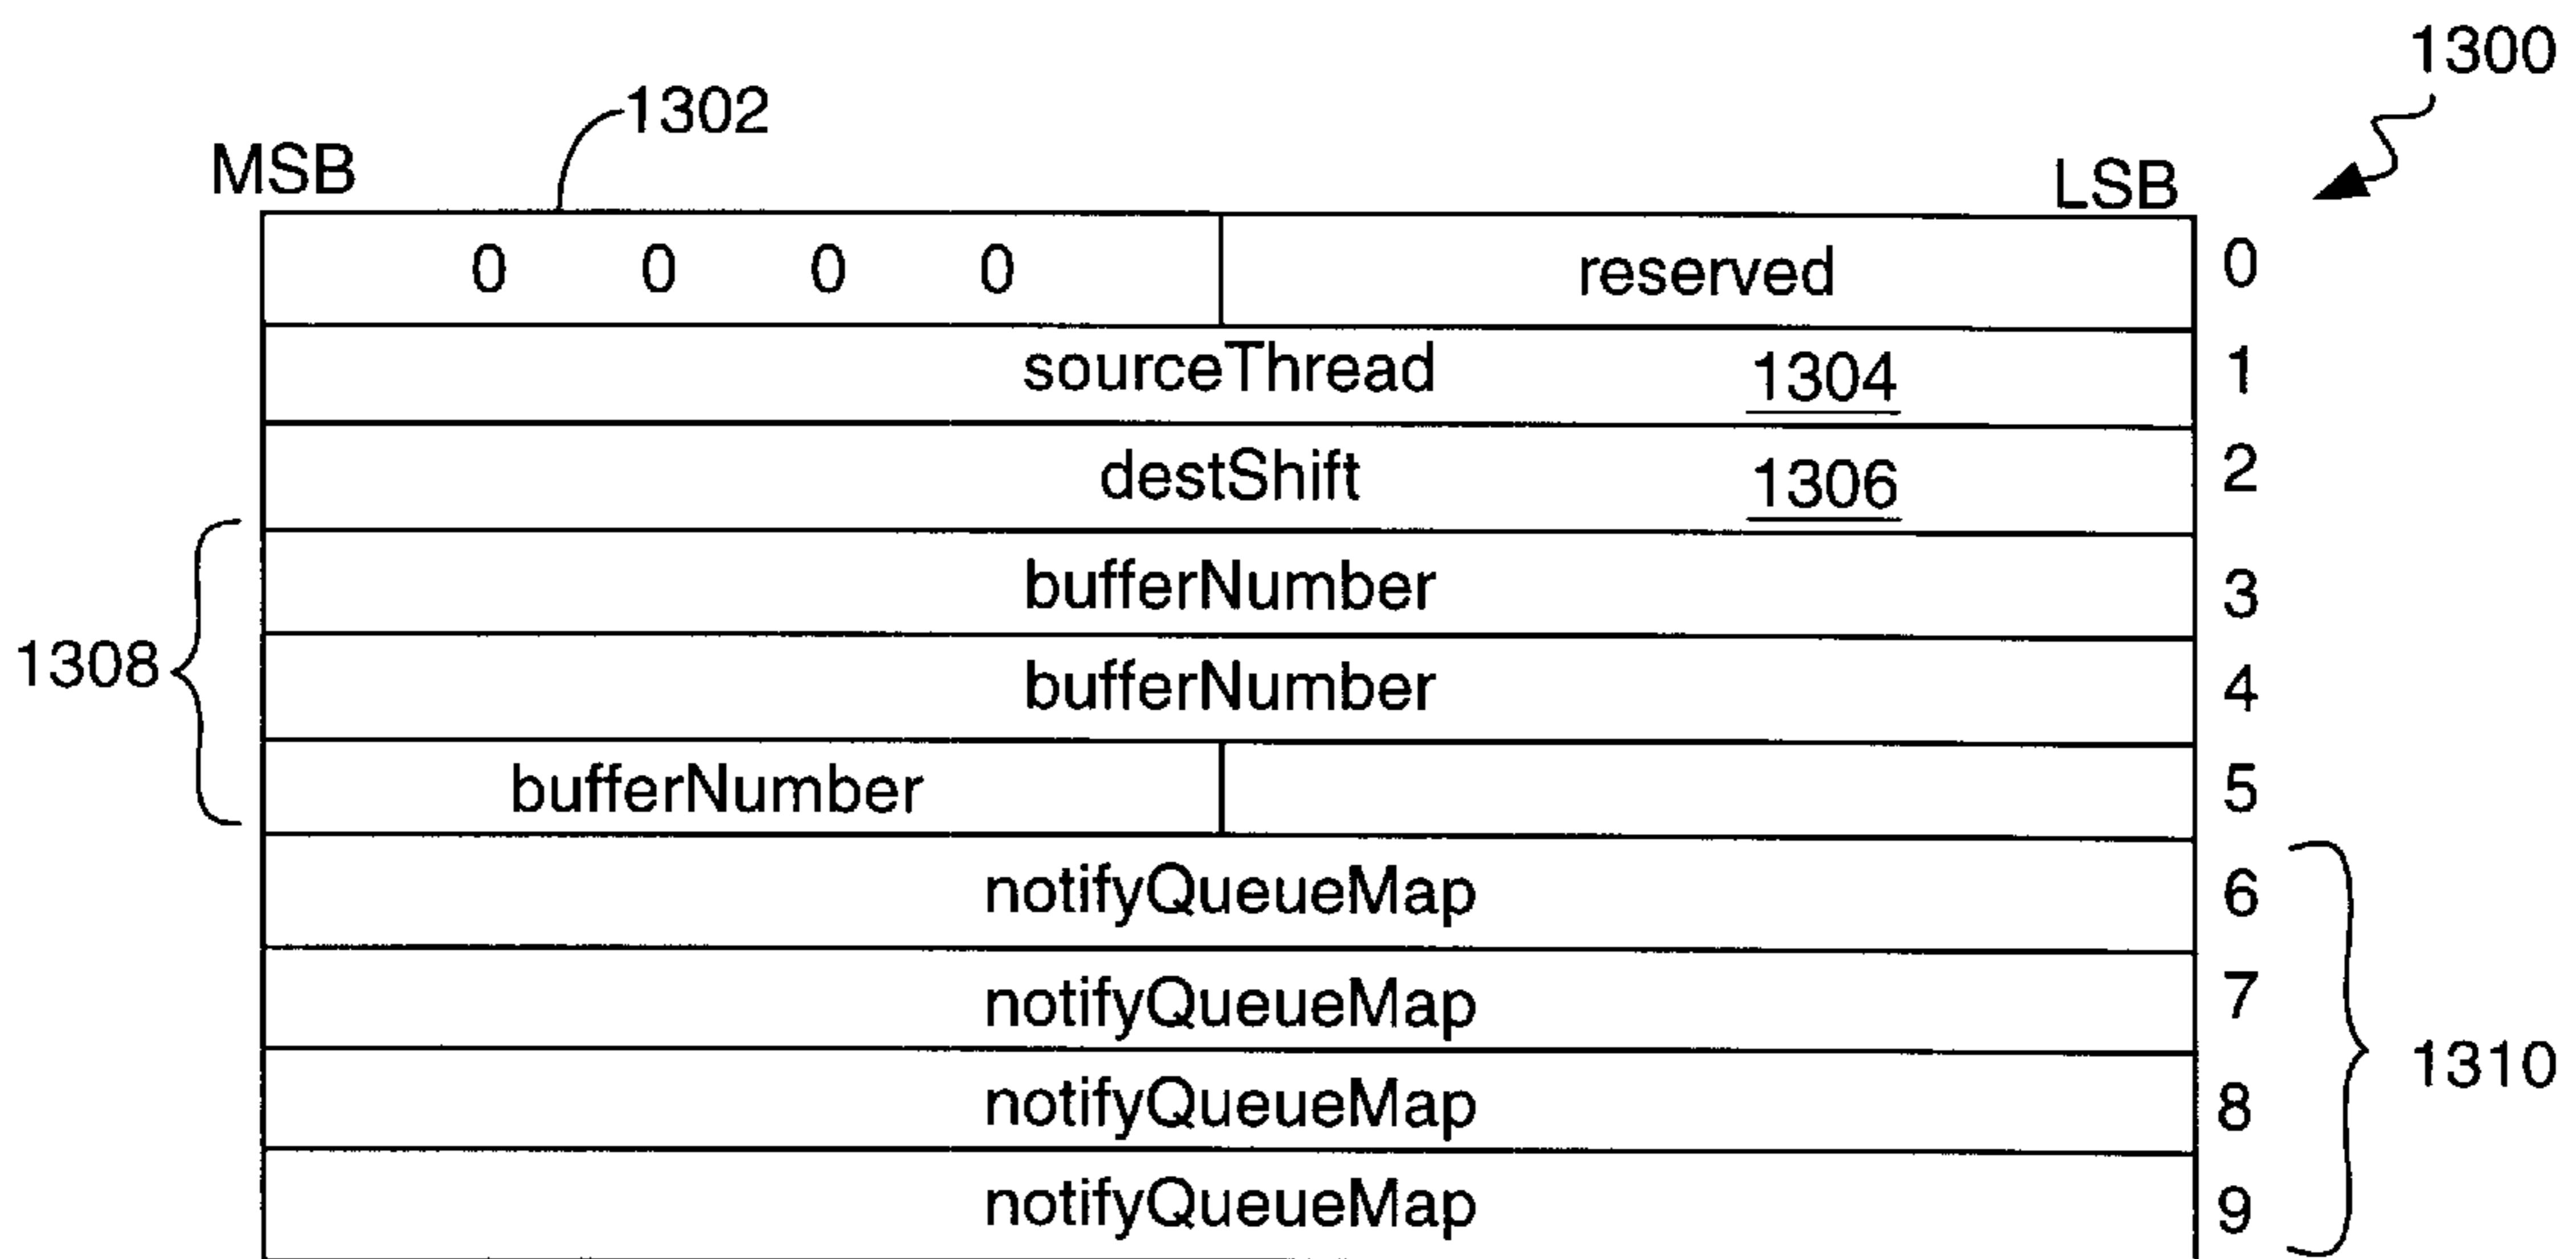 1300
1302
MSB LSB
0 0 0 0 reserved 0
sourceThread 1304 1
destShift 1306 2
bufferNumber 3
1308 bufferNumber 4
bufferNumber 5
notifyQueueMap 6
notifyQueueMap 7
1310
notifyQueueMap 8
notifyQueueMap 9